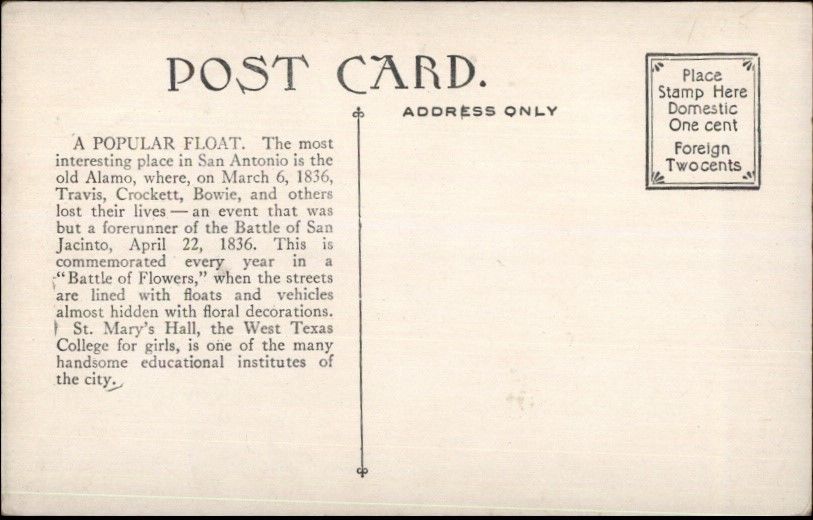 POST CARD.
ADDRESS ONLY
Place
Stamp Here
Domestic
One cent
Foreign
Two cents
A POPULAR FLOAT. The most
interesting place in San Antonio is the
old Alamo, where, on March 6, 1836,
Travis, Crockett, Bowie, and others
lost their lives — an event that was
but a forerunner of the Battle of San
Jacinto, April 22, 1836. This is
commemorated every year in a
“Battle of Flowers,” when the streets
are lined with floats and vehicles
almost hidden with floral decorations.
St. Mary's Hall, the West Texas
College for girls, is one of the many
handsome educational institutes of
the city.